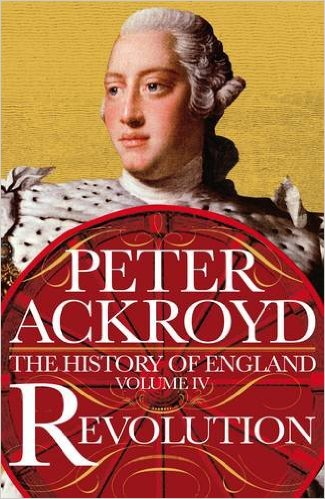 PETER
ACKROYD
THE HISTORY OF ENGLAND
VOLUME IV
REVOLUTION